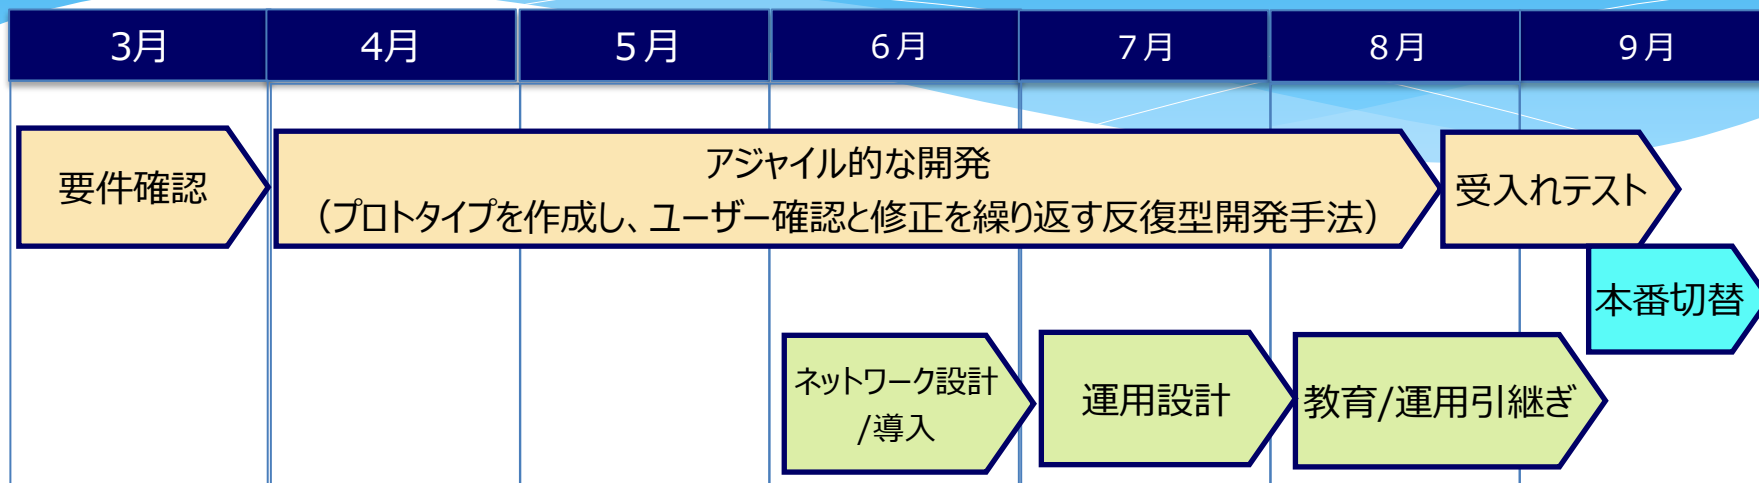 3月
4月
５月
６月
７月
８月
９月
要件確認
アジャイル的な開発
（プロトタイプを作成し、ユーザー確認と修正を繰り返す反復型開発手法）
受入れテスト
本番切替
ネットワーク設計
/導入
運用設計
教育/運用引継ぎ